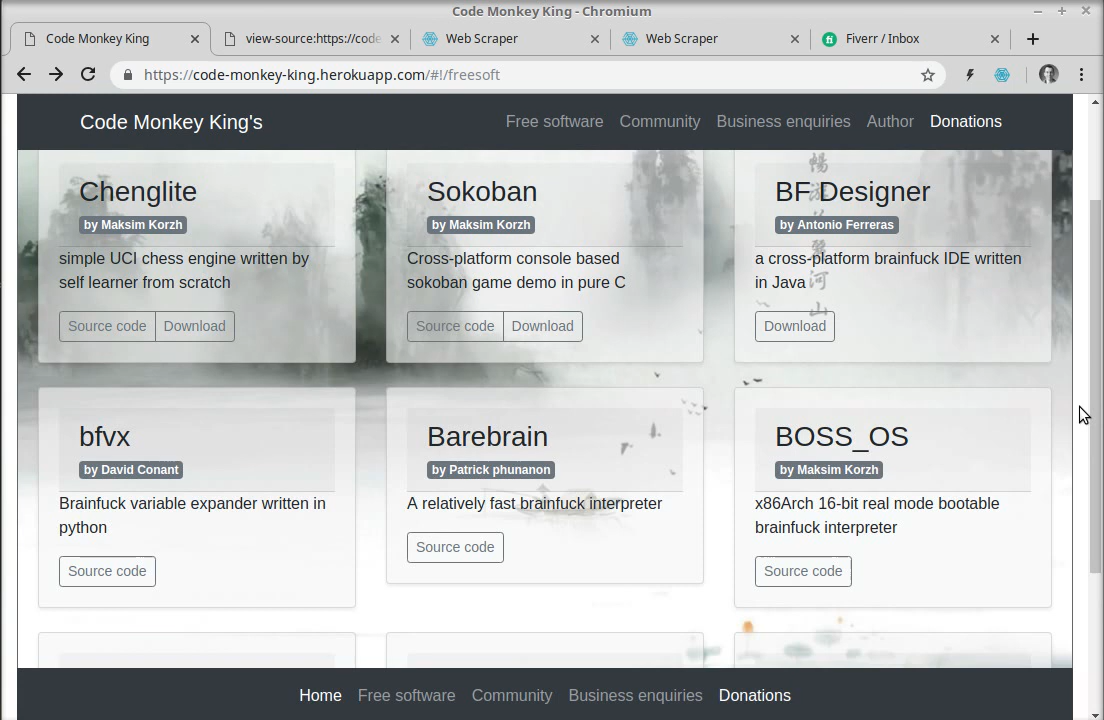 Code Monkey King - Chromium
Code Monkey King
view-source:https://code
Web Scraper
Web Scraper
fi
Fiverr / Inbox
https://code-monkey-king.herokuapp.com/#!/freesoft
Code Monkey King's
Free software
Community
Business enquiries
Author
Donations
Chenglite
by Maksim Korzh
simple UCI chess engine written by
self learner from scratch
Source code
Download
Sokoban
by Maksim Korzh
Cross-platform console based
sokoban game demo in pure C
Source code
Download
BF Designer
by Antonio Ferreras
a cross-platform brainfuck IDE written
in Java
Download
bfvx
by David Conant
Brainfuck variable expander written in
python
Source code
Barebrain
by Patrick phunanon
A relatively fast brainfuck interpreter
Source code
BOSS_OS
by Maksim Korzh
x86Arch 16-bit real mode bootable
brainfuck interpreter
Source code
Home
Free software
Community
Business enquiries
Donations